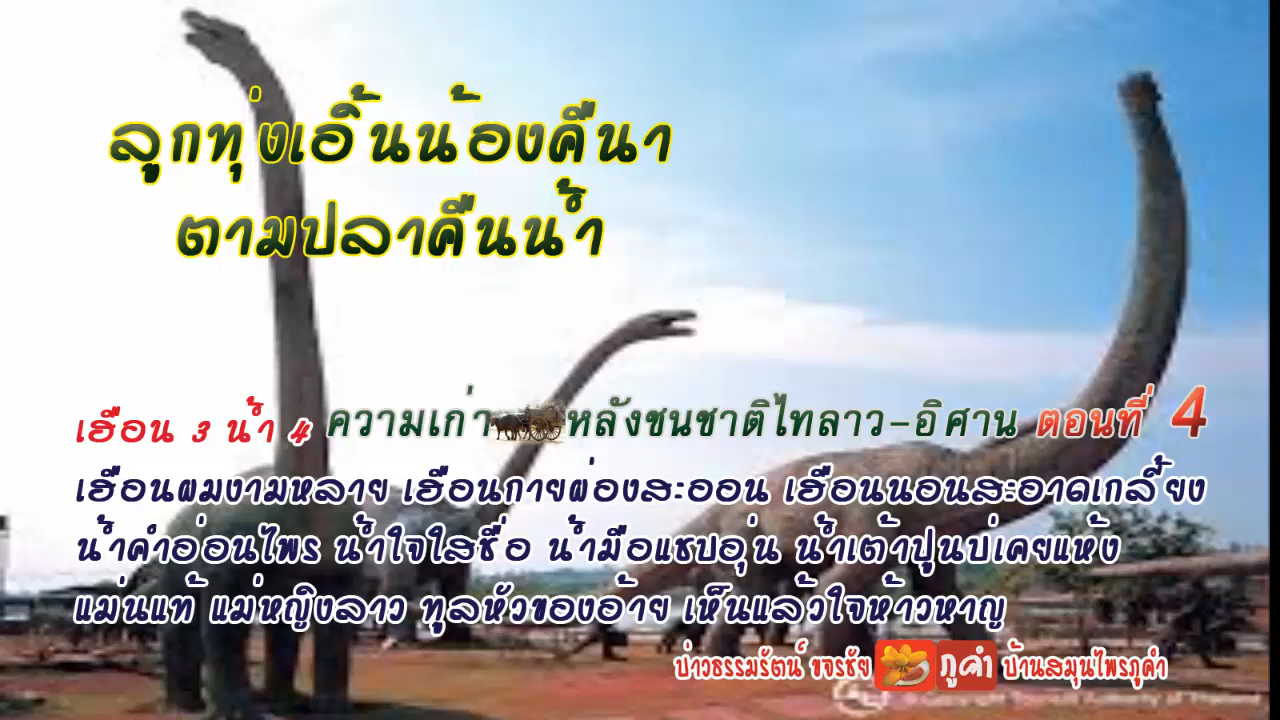 ลูกทุ่งเอิ้นน้องคืนนา
ตามปลาคืนน้ำ
เฮือน 3 น้ำ 4 ความเก่า หลังชนชาติไทลาว-อิศาน ตอนที่ 4
เฮือนผมงามหลาย เฮือนกายผ่องสะออน เฮือนนอนสะอาดเกลี้ยง
น้ำคำอ่อนไพร น้ำใจใสซื่อ น้ำมือแซปอุ่น น้ำเต้าปูนบ่เคยแห้ง
แม่นแท้ แม่หญิงลาว ทูลหัวของอ้าย เห็นแล้วใจห้าวหาญ
บ่าวธรรมรัตน์ ขจรชัย ภูคำ บ้านสมุนไพรภูคำ